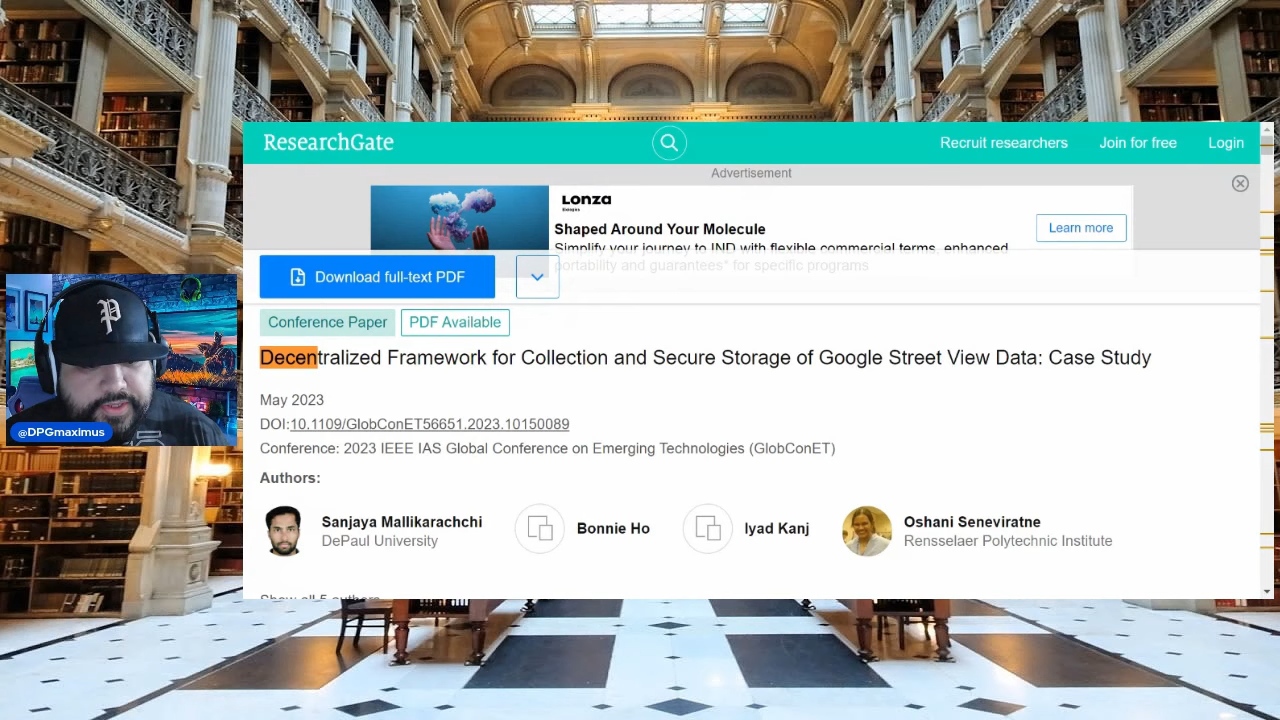 ResearchGate
Recruit researchers
Join for free
Login
Advertisement
Lonza
Shaped Around Your Molecule
Learn more
Simplify your journey to IND with flexible commercial terms, enhanced
portability and guarantees* for specific programs
Download full-text PDF
Conference Paper
PDF Available
Decentralized Framework for Collection and Secure Storage of Google Street View Data: Case Study
May 2023
DOI:10.1109/GlobConET56651.2023.10150089
Conference: 2023 IEEE IAS Global Conference on Emerging Technologies (GlobConET)
Authors:
Sanjaya Mallikarachchi
DePaul University
Bonnie Ho
Iyad Kanj
Oshani Seneviratne
Rensselaer Polytechnic Institute
Show all 5 authors
P
@DPGmaximus